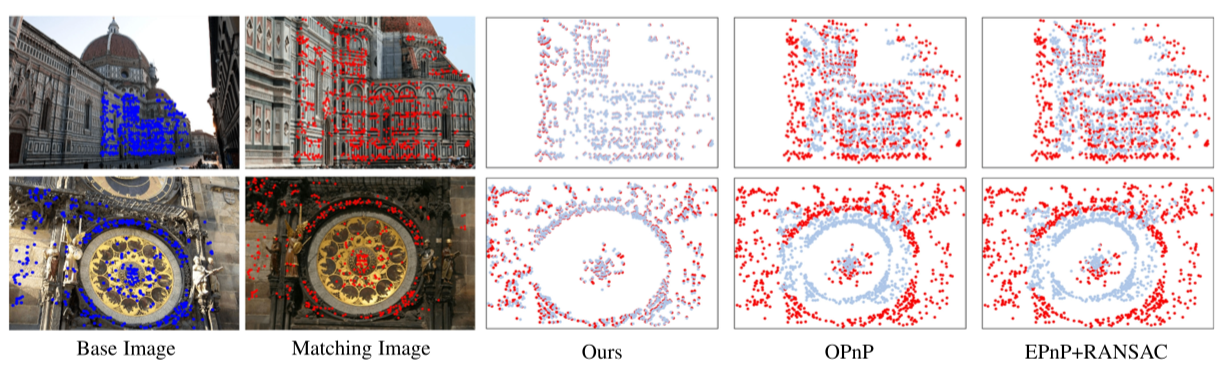 Base Image
Matching Image
Ours
OPnP
EPnP+RANSAC